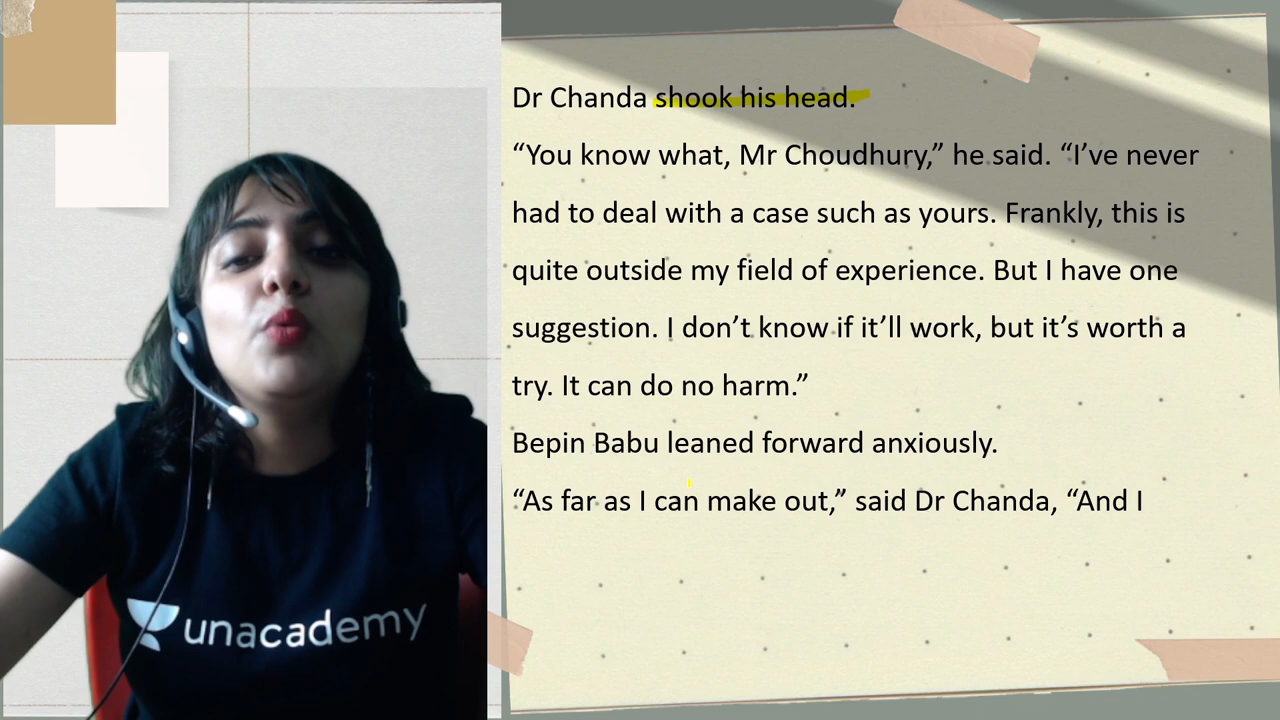 Dr Chanda shook his head.
“You know what, Mr Choudhury,” he said. “I’ve never
had to deal with a case such as yours. Frankly, this is
quite outside my field of experience. But I have one
suggestion. I don’t know if it’ll work, but it’s worth a
try. It can do no harm.”
Bepin Babu leaned forward anxiously.
“As far as I can make out,” said Dr Chanda, “And I
unacademy